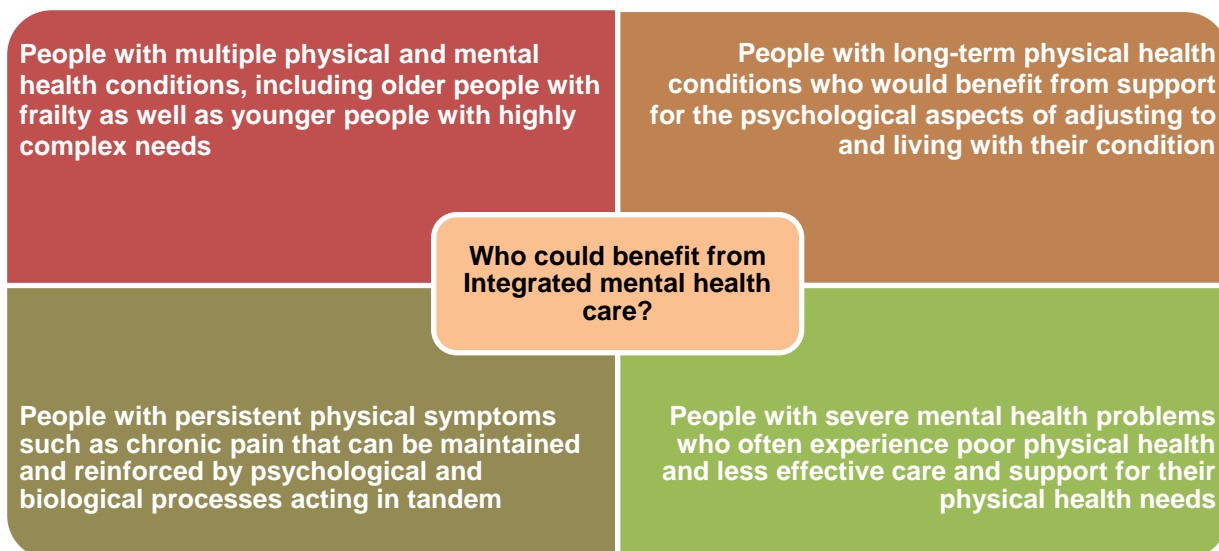 People with multiple physical and mental
health conditions, including older people with
frailty as well as younger people with highly
complex needs
People with long-term physical health
conditions who would benefit from support
for the psychological aspects of adjusting to
and living with their condition
Who could benefit from
Integrated mental health
care?
People with persistent physical symptoms
such as chronic pain that can be maintained
and reinforced by psychological and
biological processes acting in tandem
People with severe mental health problems
who often experience poor physical health
and less effective care and support for their
physical health needs